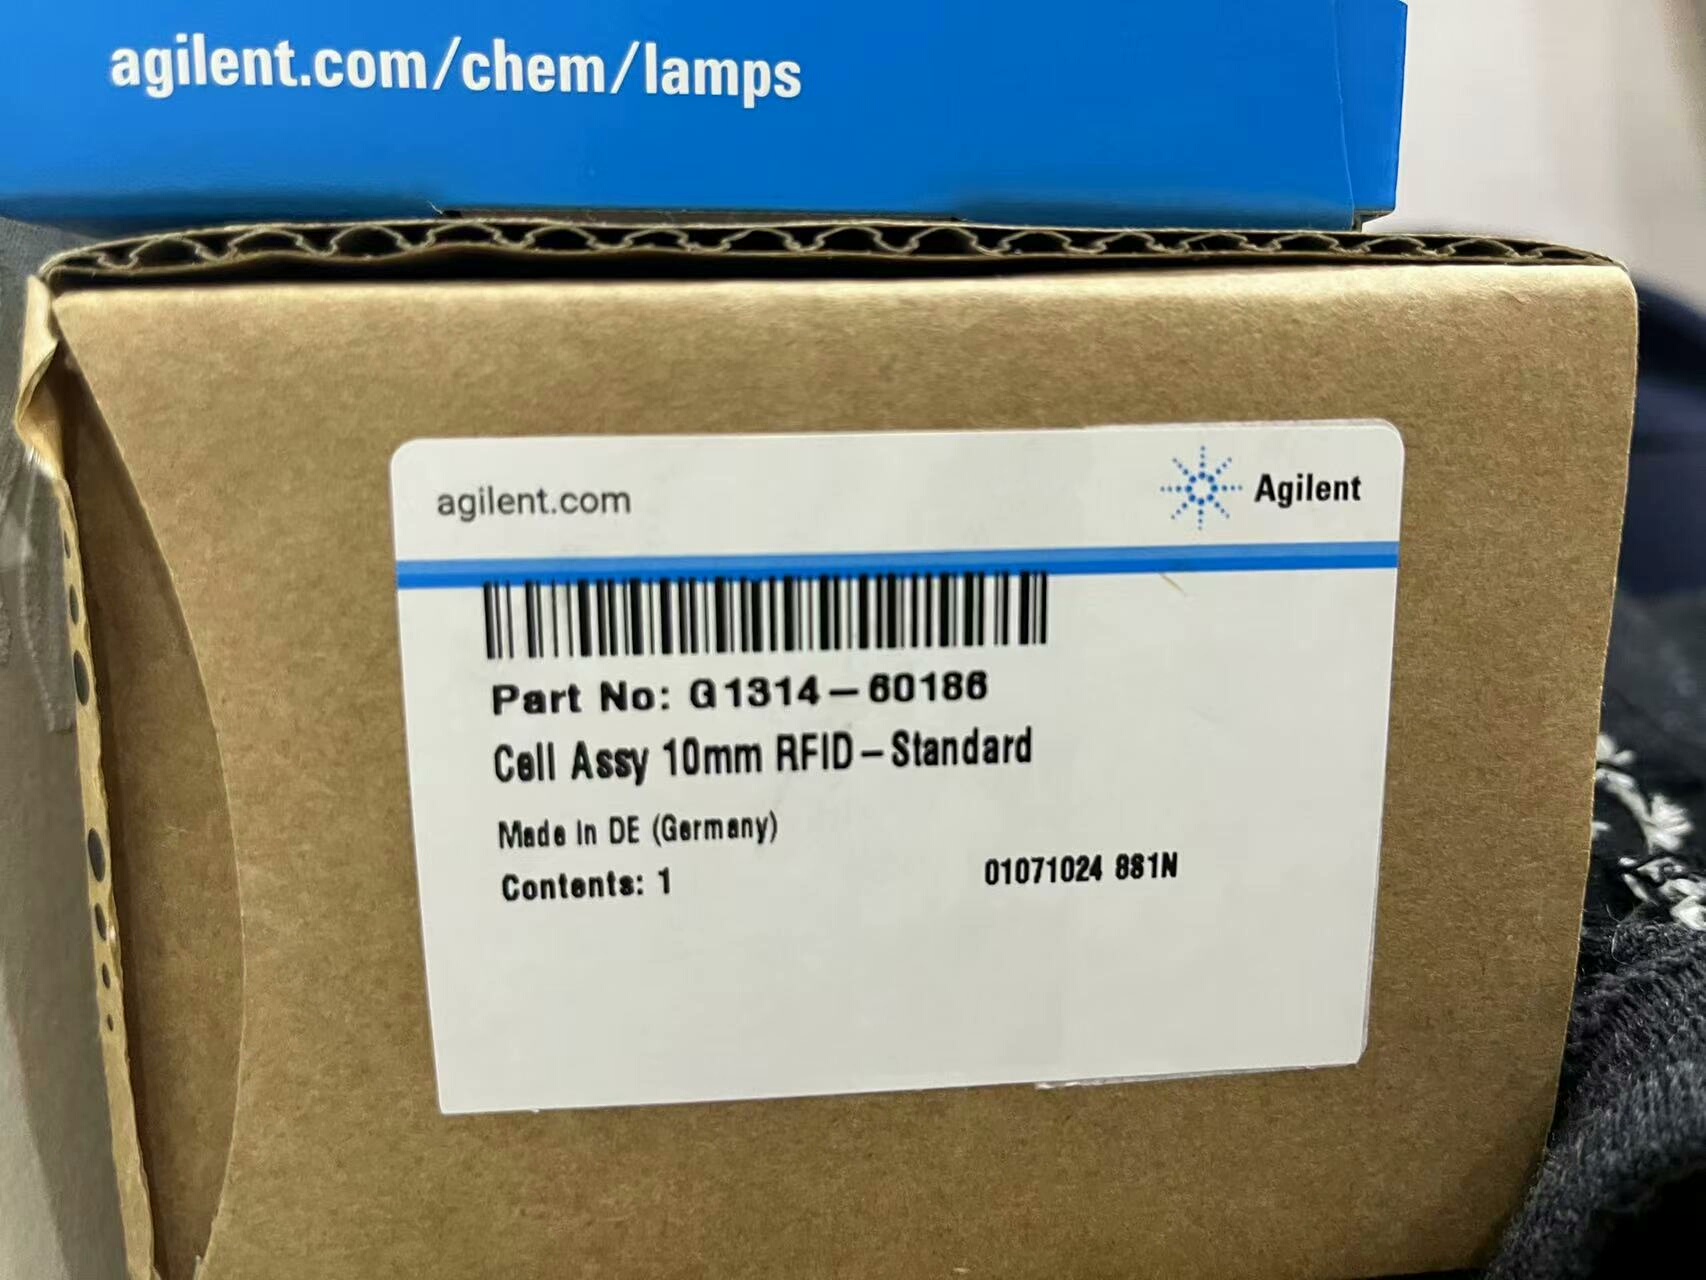 agilent.com/chem/lamps
agilent.com
Agilent
Part No: G1314-60186
Cell Assy 10mm RFID-Standard
Made in DE (Germany)
Contents: 1
01071024 8S1N